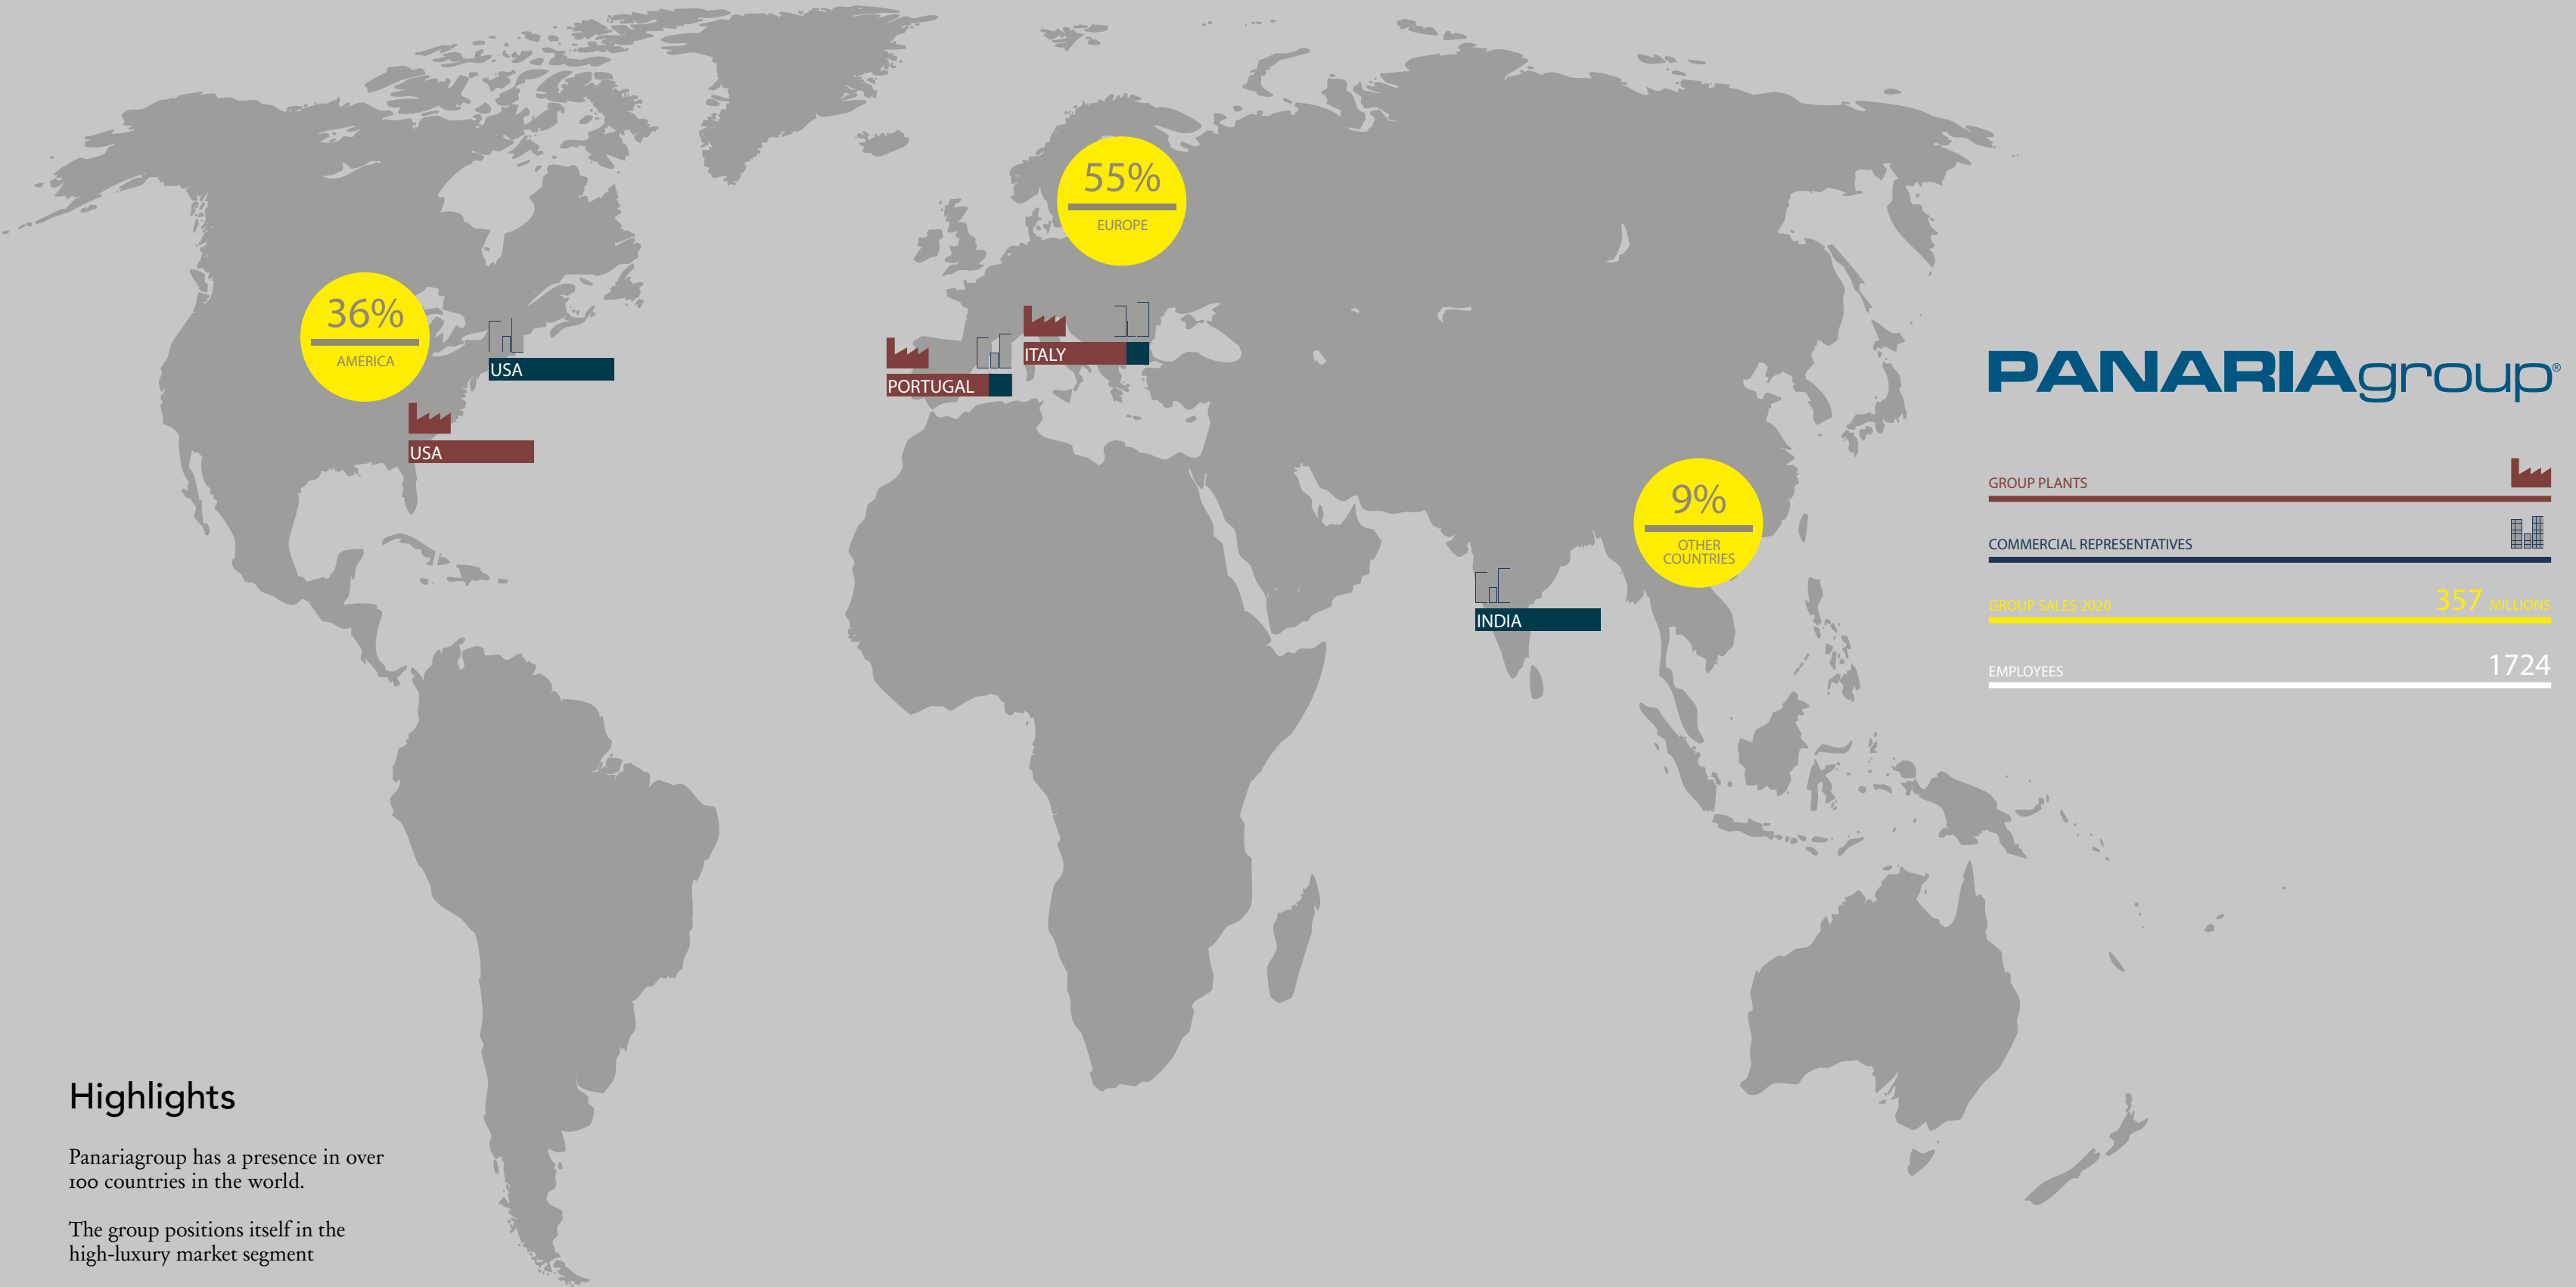 55%
EUROPE
36%
AMERICA
USA
USA
ITALY
PORTUGAL
9%
OTHER
COUNTRIES
INDIA
PANARIAgroup®
GROUP PLANTS
COMMERCIAL REPRESENTATIVES
GROUP SALES 2020 357 MILLIONS
EMPLOYEES 1724
Highlights
Panariagroup has a presence in over
100 countries in the world.
The group positions itself in the
high-luxury market segment